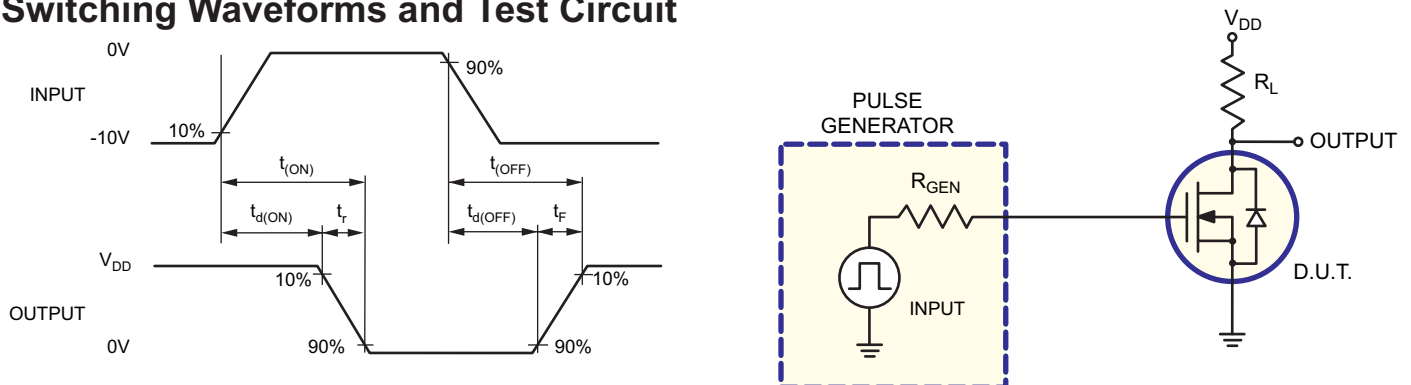 Switching Waveforms and Test Circuit
0V
INPUT
-10V
10%
90%
t(ON)
t(OFF)
td(ON)
tr
td(OFF)
tF
VDD
OUTPUT
0V
10%
90%
10%
90%
PULSE
GENERATOR
RGEN
INPUT
VDD
RL
OUTPUT
D.U.T.